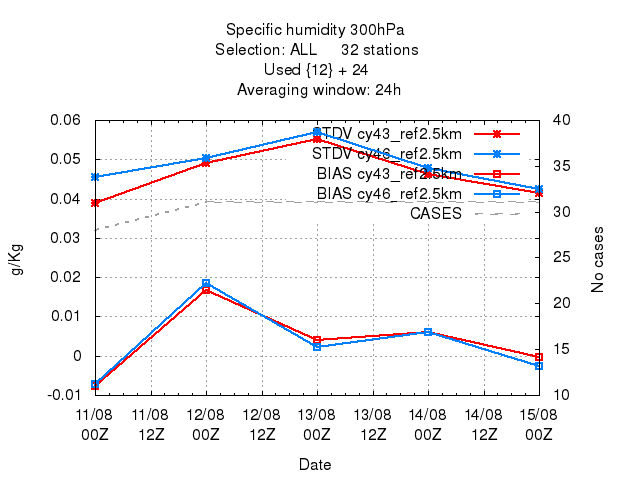 Specific humidity 300hPa
Selection: ALL 32 stations
Used {12} + 24
Averaging window: 24h
STDV cy43_ref2.5km
STDV cy46_ref2.5km
BIAS cy43_ref2.5km
BIAS cy46_ref2.5km
CASES
0.06
0.05
0.04
0.03
0.02
0.01
0
-0.01
g/Kg
40
35
30
25
20
15
10
No cases
11/08 11/08 12/08 12/08 13/08 13/08 14/08 14/08 15/08
00Z 12Z 00Z 12Z 00Z 12Z 00Z 12Z 00Z
Date